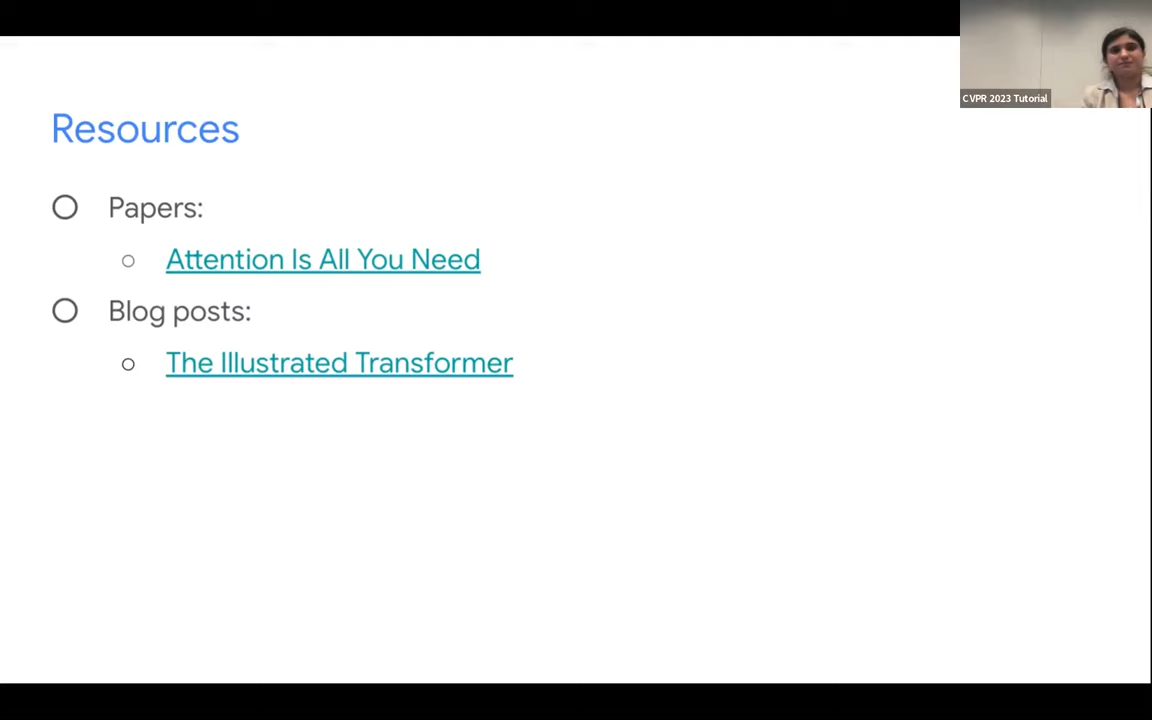 CVPR 2023 Tutorial
Resources
Papers:
Attention Is All You Need
Blog posts:
The Illustrated Transformer